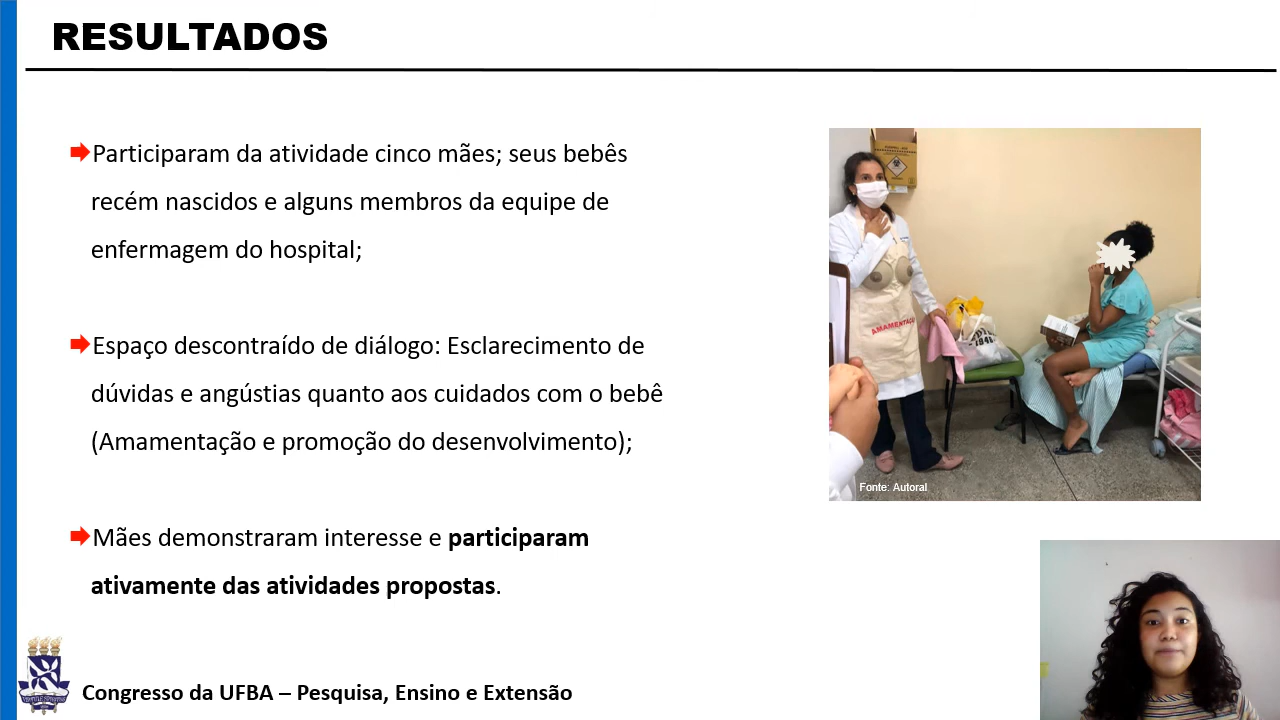 RESULTADOS
Participaram da atividade cinco mães; seus bebês
recém nascidos e alguns membros da equipe de
enfermagem do hospital;
Espaço descontraído de diálogo: Esclarecimento de
dúvidas e angústias quanto aos cuidados com o bebê
(Amamentação e promoção do desenvolvimento);
Mães demonstraram interesse e participaram
ativamente das atividades propostas.
AMAMENTAÇÃO
Fonte: Autoral
Congresso da UFBA – Pesquisa, Ensino e Extensão